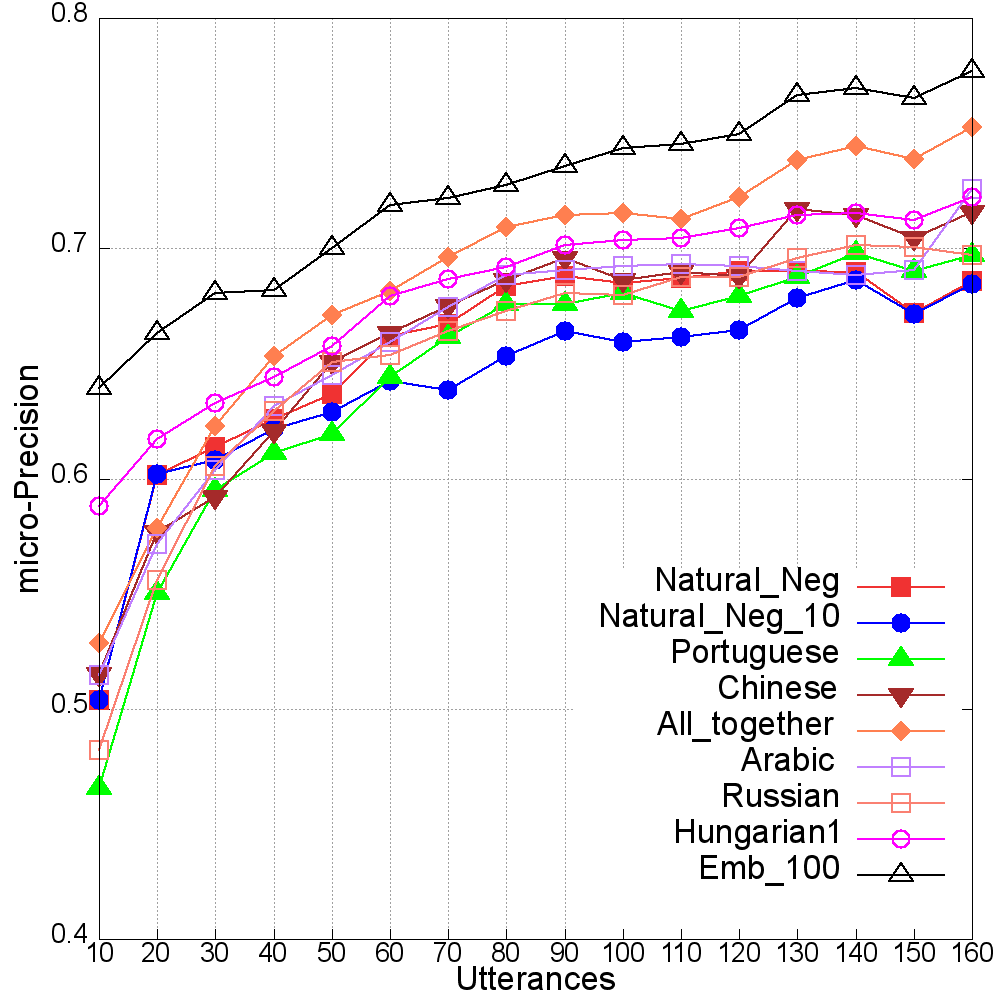 0.8
0.7
0.6
0.5
0.4
micro-Precision
Natural_Neg
Natural_Neg_10
Portuguese
Chinese
All_together
Arabic
Russian
Hungarian1
Emb_100
10 20 30 40 50 60 70 80 90 100 110 120 130 140 150 160
Utterances